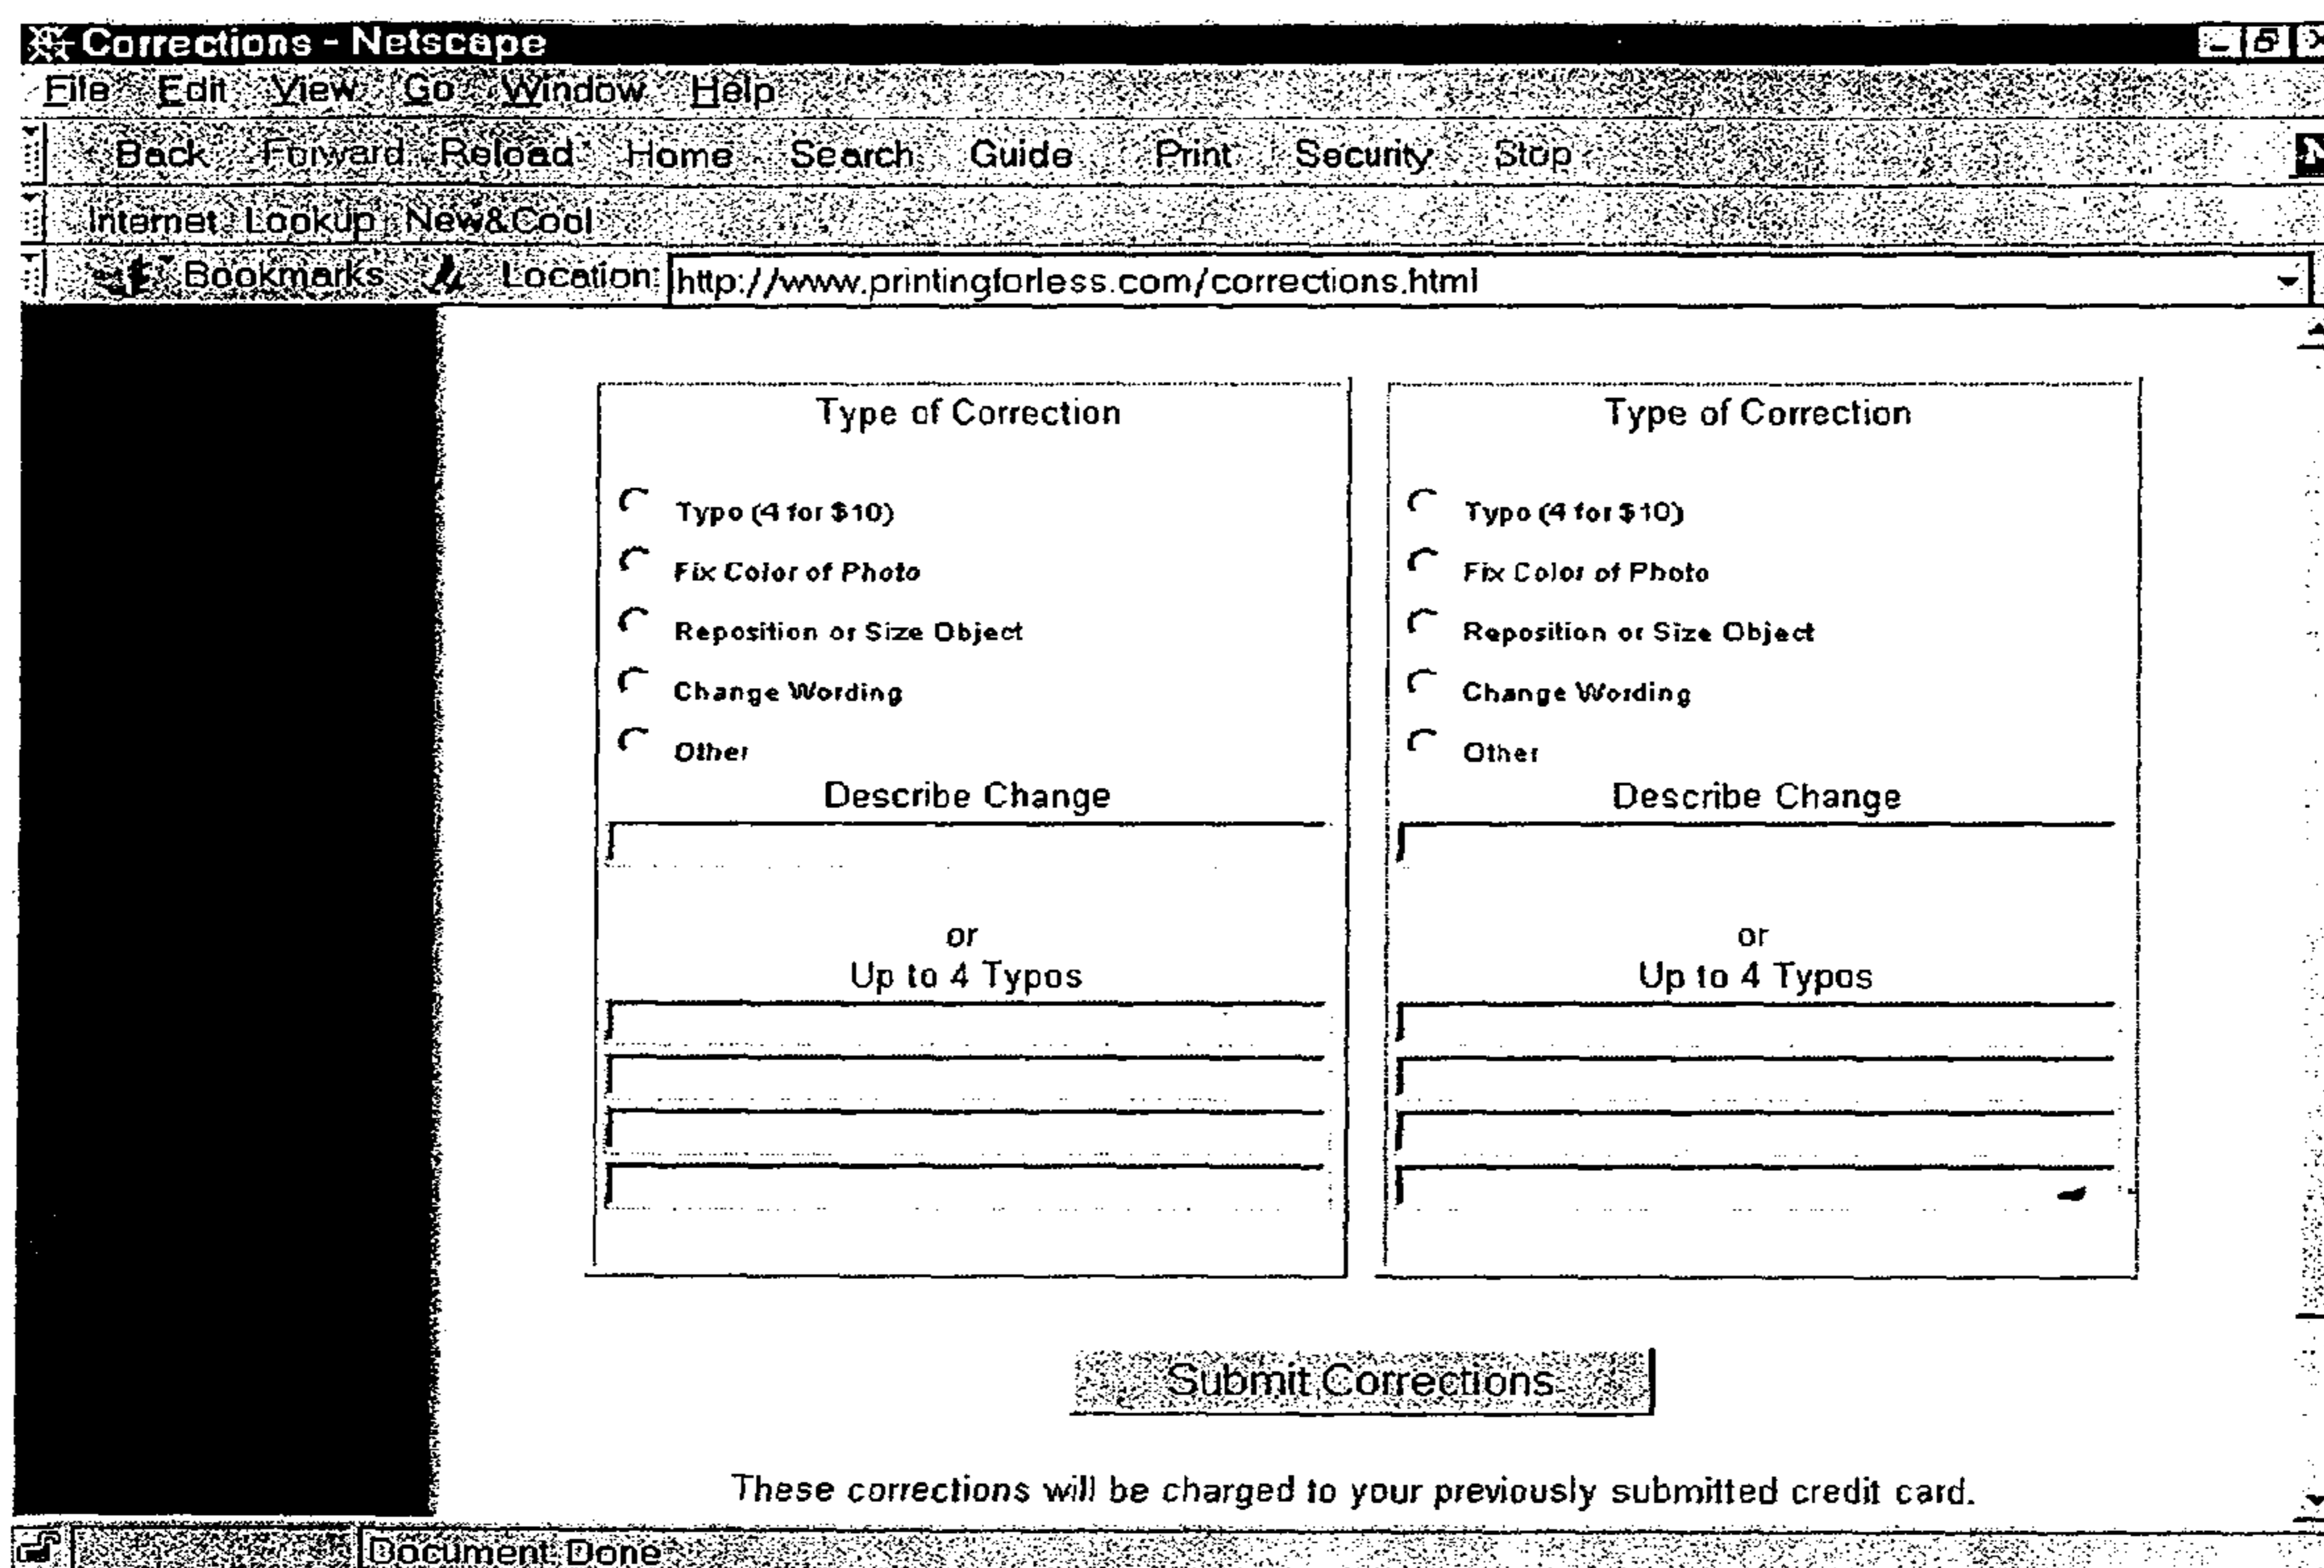 Corrections - Netscape
File Edit View Go Window Help
Back Forward Reload Home Search Guide Print Security Stop
Internet Lookup New&Cool
Bookmarks Location: http://www.printingforless.com/corrections.html
Type of Correction
Typo (4 for $10)
Fix Color of Photo
Reposition or Size Object
Change Wording
Other
Describe Change
or
Up to 4 Typos
Type of Correction
Typo (4 for $10)
Fix Color of Photo
Reposition or Size Object
Change Wording
Other
Describe Change
or
Up to 4 Typos
Submit Corrections
These corrections will be charged to your previously submitted credit card.
Document: Done